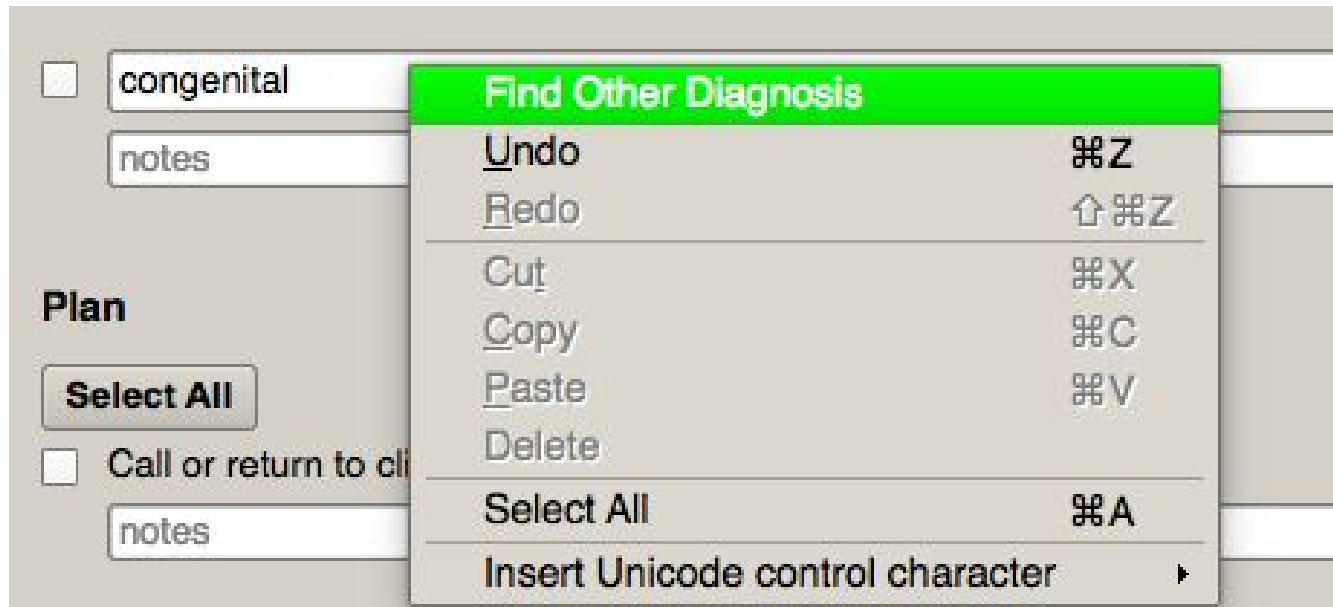 congenital
Find Other Diagnosis
notes
Undo ⌘Z
Redo ⇧⌘Z
Cut ⌘X
Plan
Copy ⌘C
Paste ⌘V
Select All
Delete
Call or return to cli
Select All ⌘A
notes
Insert Unicode control character